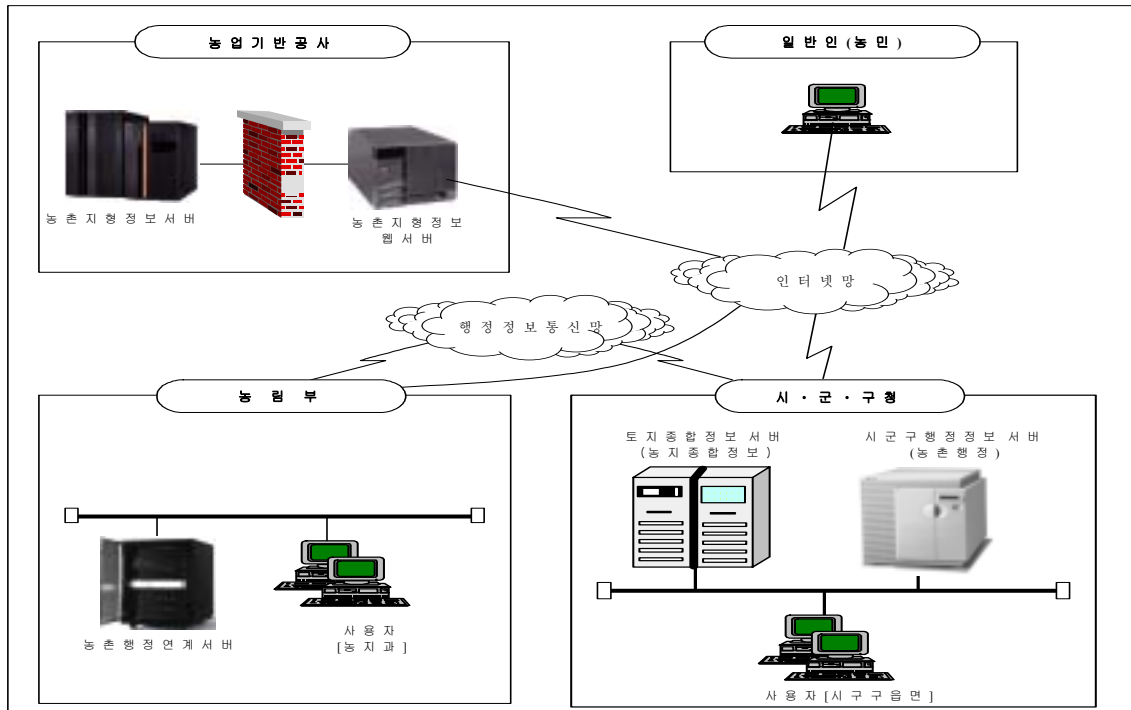 농업기반공사
일반인(농민)
농촌지형정보서버
농촌지형정보
웹서버
인터넷망
행정정보통신망
농림부
시·군·구청
토지종합정보 서버
(농지종합정보)
시군구행정정보 서버
(농촌행정)
농촌행정연계서버
사용자
[농지과]
사용자[시구구읍면]